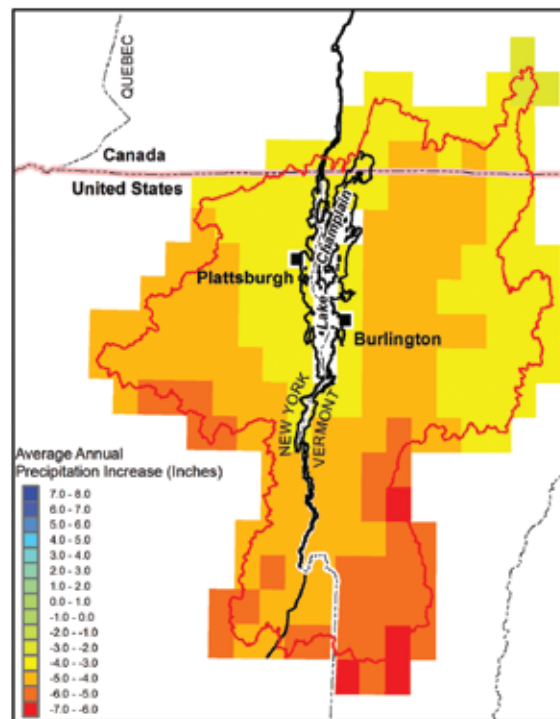 QUEBEC
Canada
United States
Lake Champlain
Plattsburgh
Burlington
NEW YORK
VERMONT
Average Annual
Precipitation Increase (Inches)
7.0 - 8.0
6.0 - 7.0
5.0 - 6.0
4.0 - 5.0
3.0 - 4.0
2.0 - 3.0
1.0 - 2.0
0.0 - 1.0
-1.0 - 0.0
-2.0 - -1.0
-3.0 - -2.0
-4.0 - -3.0
-5.0 - -4.0
-6.0 - -5.0
-7.0 - -6.0